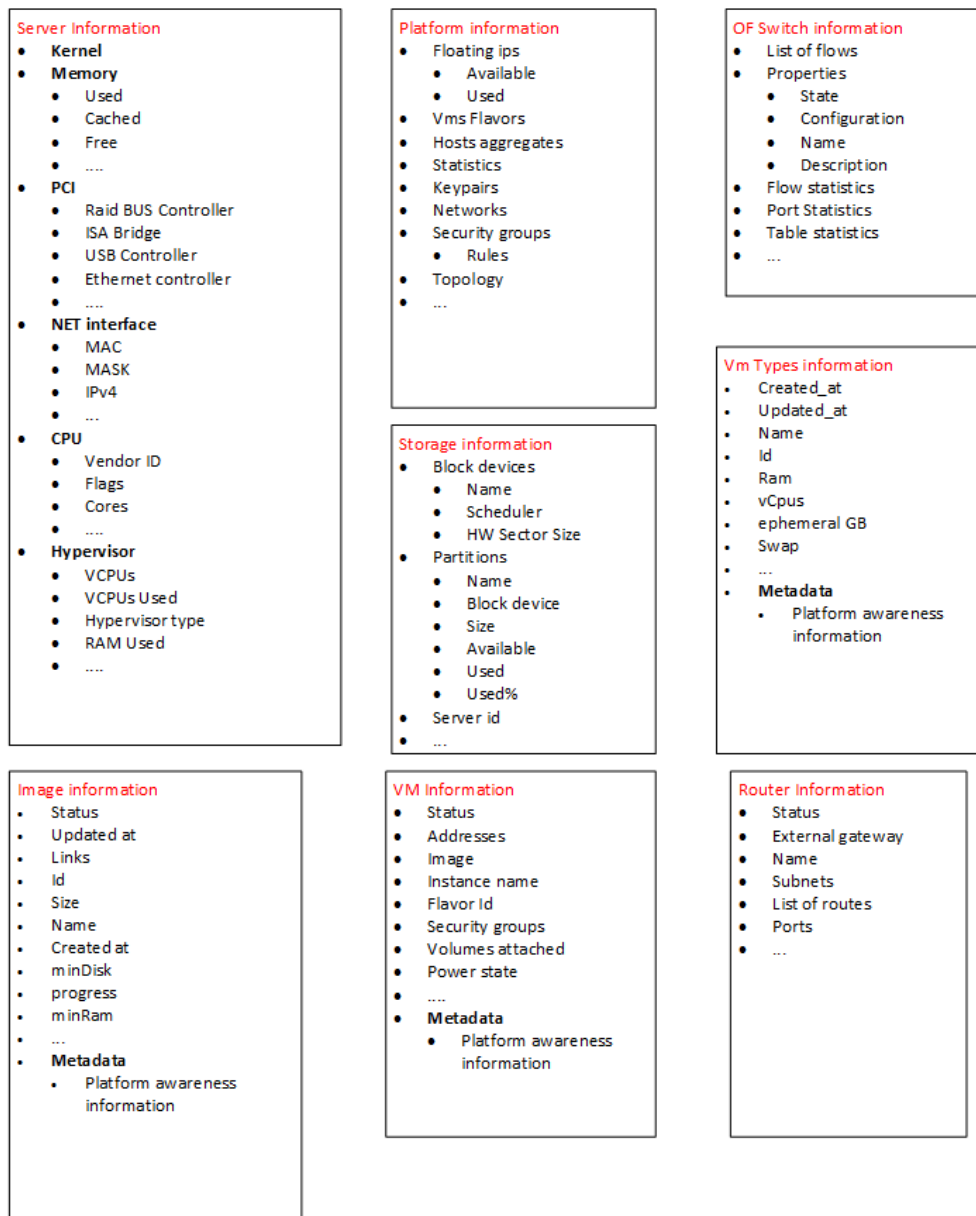 Server Information
• Kernel
• Memory
• Used
• Cached
• Free
• ....
• PCI
• Raid BUS Controller
• ISA Bridge
• USB Controller
• Ethernet controller
• ....
• NET interface
• MAC
• MASK
• IPv4
• ...
• CPU
• Vendor ID
• Flags
• Cores
• ....
• Hypervisor
• VCPUs
• VCPUs Used
• Hypervisor type
• RAM Used
• ....
Platform information
• Floating ips
• Available
• Used
• Vms Flavors
• Hosts aggregates
• Statistics
• Keypairs
• Networks
• Security groups
• Rules
• Topology
• ...
OF Switch information
• List of flows
• Properties
• State
• Configuration
• Name
• Description
• Flow statistics
• Port Statistics
• Table statistics
• ...
Storage information
• Block devices
• Name
• Scheduler
• HW Sector Size
• Partitions
• Name
• Block device
• Size
• Available
• Used
• Used%
• Server id
• ...
Vm Types information
• Created_at
• Updated_at
• Name
• Id
• Ram
• vCpus
• ephemeral GB
• Swap
• ...
• Metadata
• Platform awareness
information
Image information
• Status
• Updated at
• Links
• Id
• Size
• Name
• Created at
• minDisk
• progress
• minRam
• ...
• Metadata
• Platform awareness
information
VM Information
• Status
• Addresses
• Image
• Instance name
• Flavor Id
• Security groups
• Volumes attached
• Power state
• ....
• Metadata
• Platform awareness
information
Router Information
• Status
• External gateway
• Name
• Subnets
• List of routes
• Ports
• ...